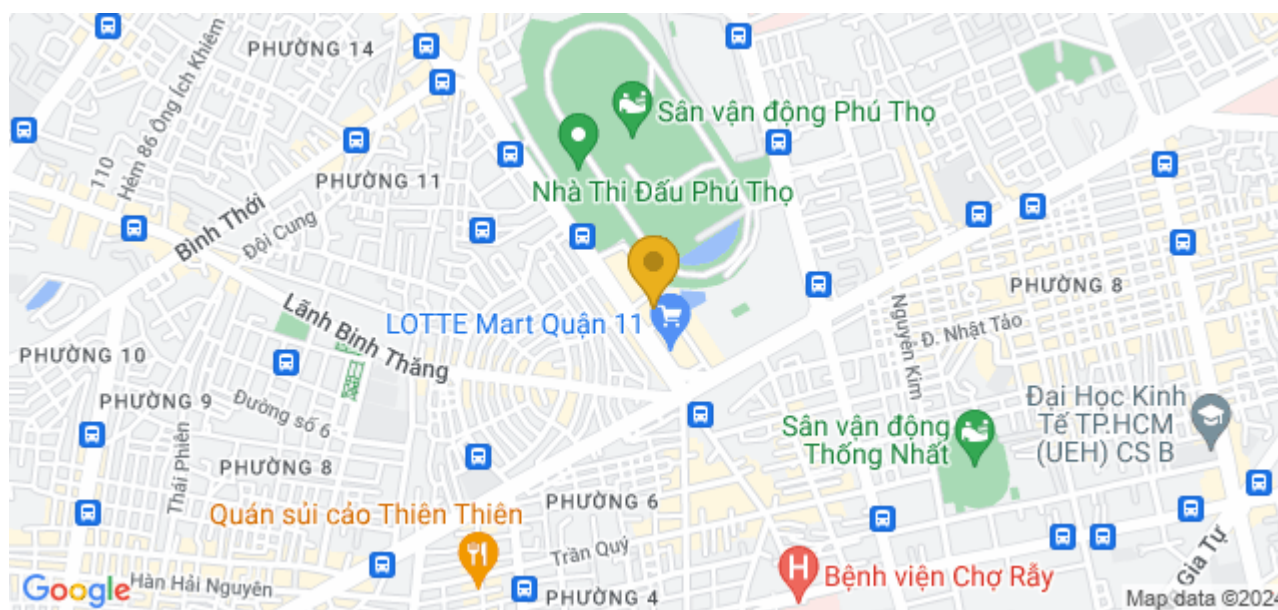 PHƯỜNG 14
Hẻm 86 Ông Ích Khiêm
110
Sân vận động Phú Thọ
PHƯỜNG 11
Nhà Thi Đấu Phú Thọ
Bình Thới
Đội Cung
PHƯỜNG 8
LOTTE Mart Quận 11
Nguyễn Kim
Đ. Nhật Tảo
Lãnh Binh Thăng
PHƯỜNG 10
PHƯỜNG 9
Đường số 6
Đại Học Kinh
Tế TP.HCM
(UEH) CS B
Sân vận động
Thống Nhất
Thái Phiên
PHƯỜNG 8
PHƯỜNG 6
Quán sủi cảo Thiên Thiên
Trần Quý
Gia Tự
Bệnh viện Chợ Rẫy
Google
Hàn Hải Nguyên
PHƯỜNG 4
Map data ©2024